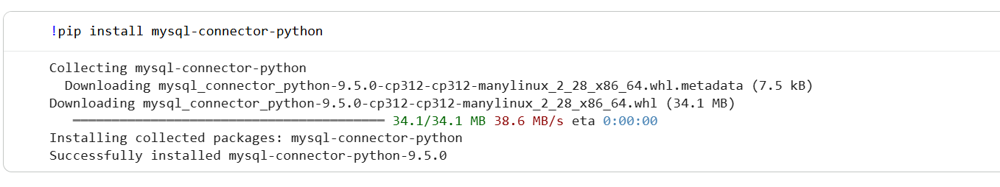 !pip install mysql-connector-python
Collecting mysql-connector-python
  Downloading mysql_connector_python-9.5.0-cp312-cp312-manylinux_2_28_x86_64.whl.metadata (7.5 kB)
Downloading mysql_connector_python-9.5.0-cp312-cp312-manylinux_2_28_x86_64.whl (34.1 MB)
34.1/34.1 MB 38.6 MB/s eta 0:00:00
Installing collected packages: mysql-connector-python
Successfully installed mysql-connector-python-9.5.0